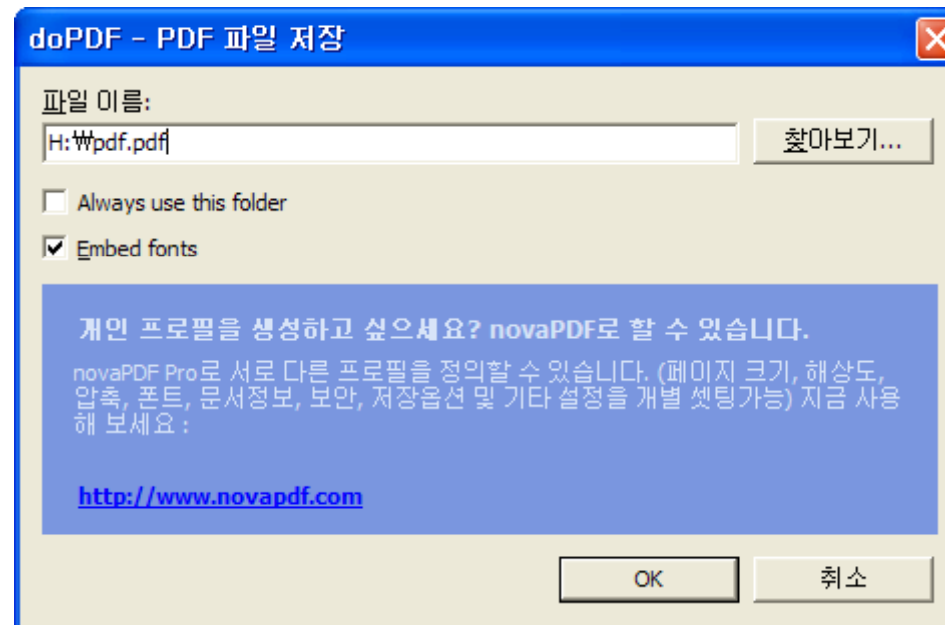 doPDF - PDF 파일 저장
파일 이름:
H:₩pdf.pdf
찾아보기...
Always use this folder
Embed fonts
개인 프로필을 생성하고 싶으세요? novaPDF로 할 수 있습니다.
novaPDF Pro로 서로 다른 프로필을 정의할 수 있습니다. (페이지 크기, 해상도,
압축, 폰트, 문서정보, 보안, 저장옵션 및 기타 설정을 개별 셋팅가능) 지금 사용
해 보세요 :
http://www.novapdf.com
OK
취소